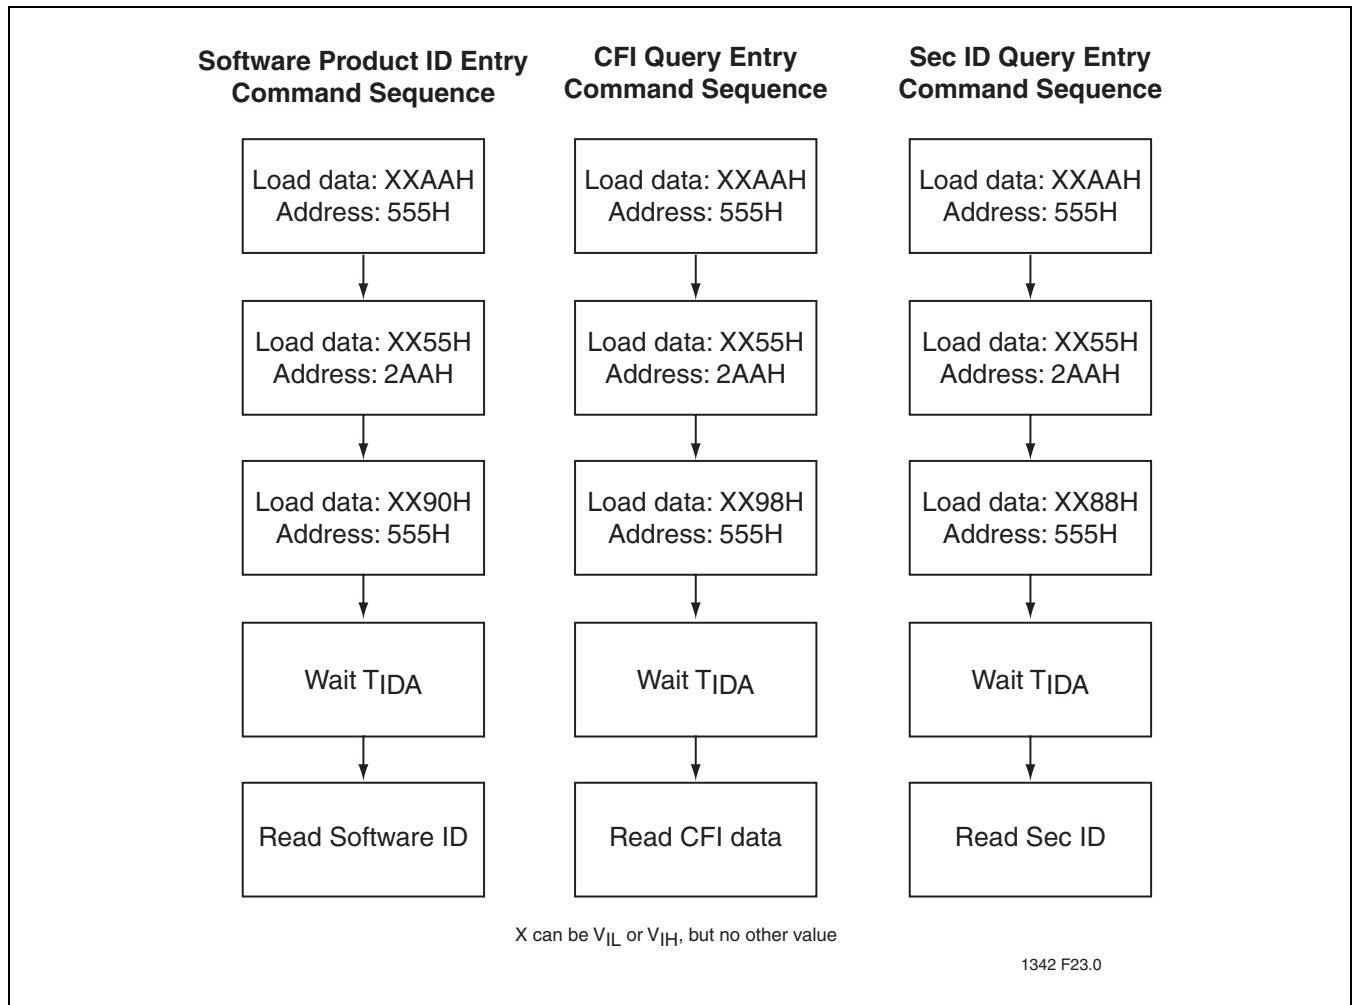 Software Product ID Entry
Command Sequence
Load data: XXAAH
Address: 555H
Load data: XX55H
Address: 2AAH
Load data: XX90H
Address: 555H
Wait TIDA
Read Software ID
CFI Query Entry
Command Sequence
Load data: XXAAH
Address: 555H
Load data: XX55H
Address: 2AAH
Load data: XX98H
Address: 555H
Wait TIDA
Read CFI data
Sec ID Query Entry
Command Sequence
Load data: XXAAH
Address: 555H
Load data: XX55H
Address: 2AAH
Load data: XX88H
Address: 555H
Wait TIDA
Read Sec ID
X can be VIL or VIH, but no other value
1342 F23.0